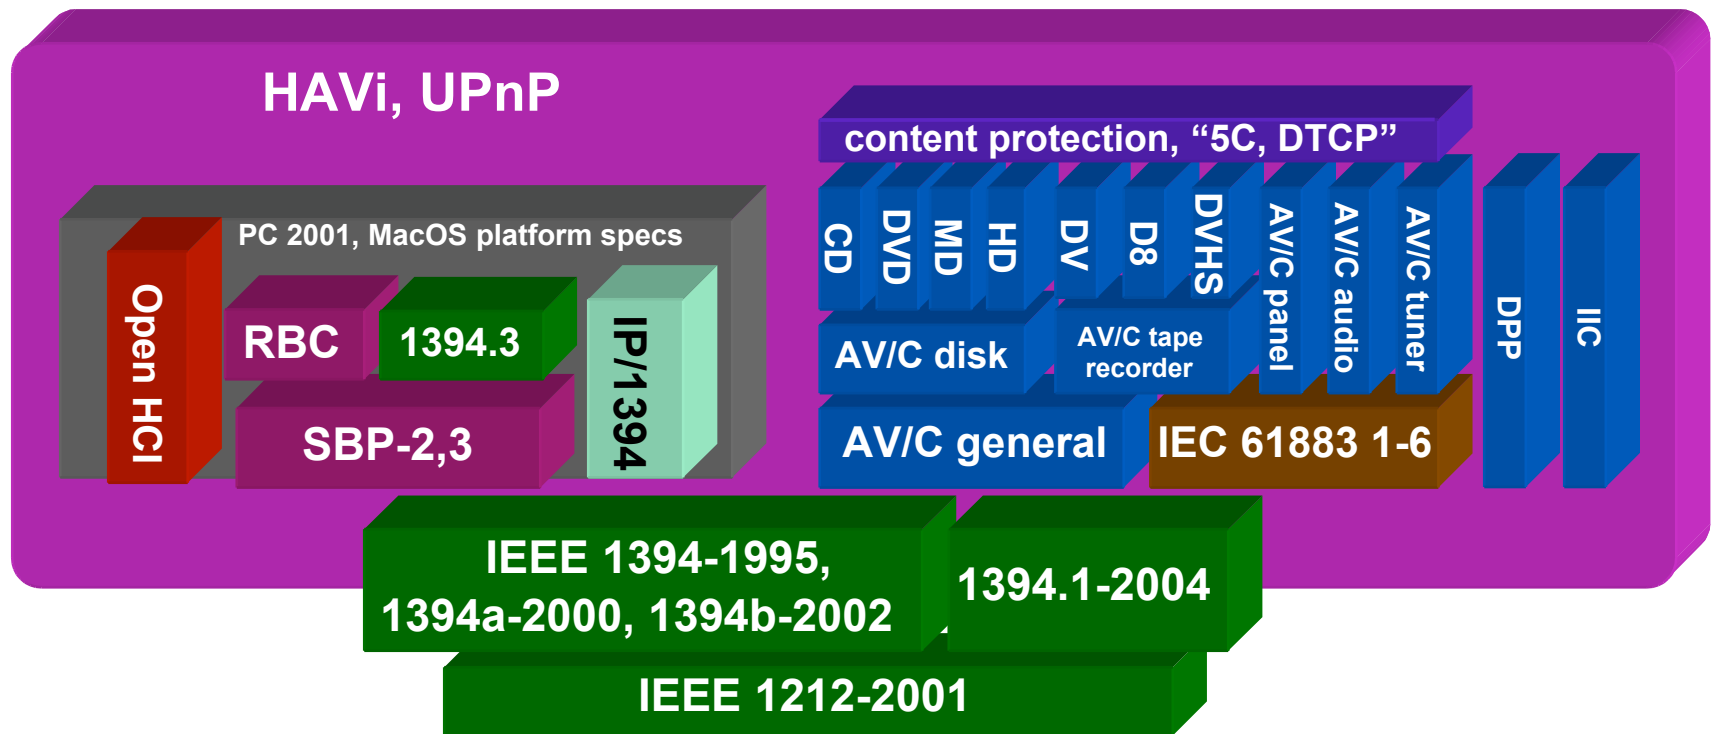 HAVi, UPnP
content protection, “5C, DTCP”
PC 2001, MacOS platform specs
Open HCI
RBC
1394.3
IP/1394
SBP-2,3
CD
DVD
MD
HD
DV
D8
DVHS
AV/C panel
AV/C audio
AV/C tuner
DPP
IIC
AV/C disk
AV/C tape
recorder
AV/C general
IEC 61883 1-6
IEEE 1394-1995,
1394a-2000, 1394b-2002
1394.1-2004
IEEE 1212-2001